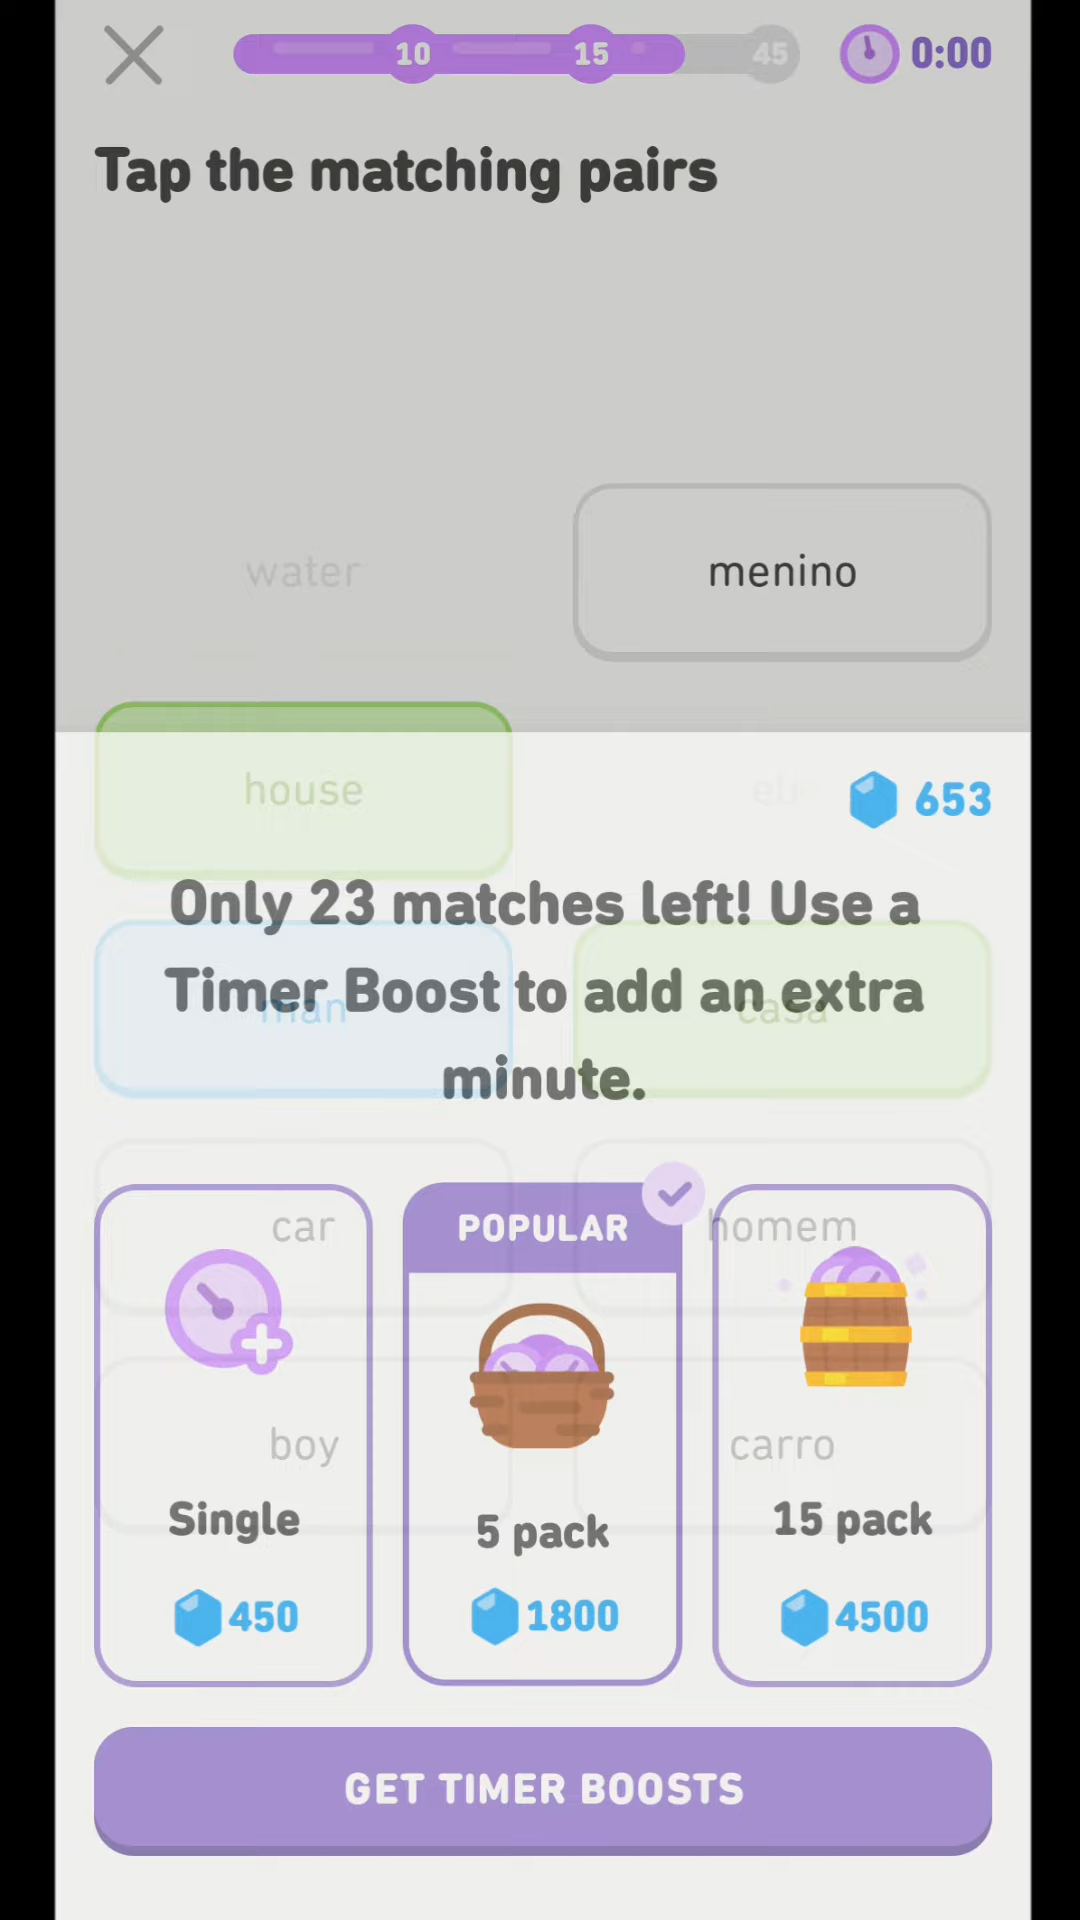 10 15 45 0:00
Tap the matching pairs
water menino
house
653
Only 23 matches left! Use a
Timer Boost to add an extra
minute.
man casa
car homem
POPULAR
boy carro
Single 5 pack 15 pack
450 1800 4500
GET TIMER BOOSTS